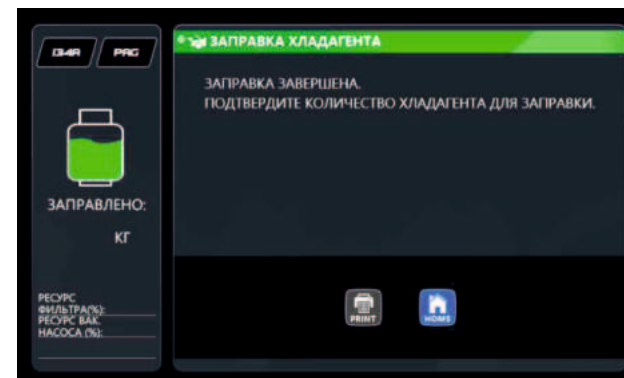 134A PAG
ЗАПРАВКА ХЛАДАГЕНТА
ЗАПРАВКА ЗАВЕРШЕНА.
ПОДТВЕРДИТЕ КОЛИЧЕСТВО ХЛАДАГЕНТА ДЛЯ ЗАПРАВКИ.
ЗАПРАВЛЕНО:
КГ
РЕСУРС
ФИЛЬТРА(%):
РЕСУРС ВАК.
НАСОСА (%):
PRINT HOME